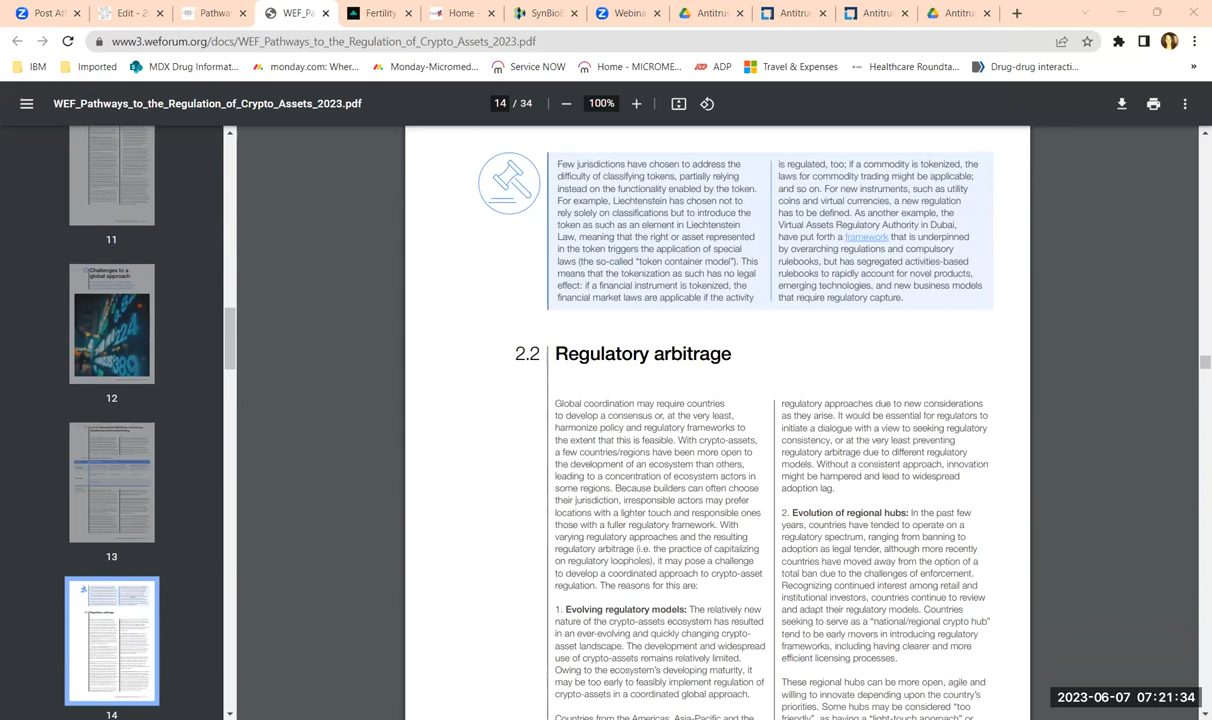 Post Att
Edit - 2
Pathway
WEF_Pa
Fertility
Home -
SynBioB
Webina
Antitrus
Antitrus
Antitrus
Antitrus
www3.weforum.org/docs/WEF_Pathways_to_the_Regulation_of_Crypto_Assets_2023.pdf
IBM
Imported
MDX Drug Informat...
monday.com: Wher...
Monday-Micromed...
Service NOW
Home - MICROME...
ADP
Travel & Expenses
Healthcare Roundta...
Drug-drug interacti...
»
WEF_Pathways_to_the_Regulation_of_Crypto_Assets_2023.pdf
14 / 34
100%
11
Challenges to a
global approach
12
13
14
Few jurisdictions have chosen to address the
difficulty of classifying tokens, partially relying
instead on the functionality enabled by the token.
For example, Liechtenstein has chosen not to
rely solely on classifications but to introduce the
token as such as an element in Liechtenstein
Law, meaning that the right or asset represented
in the token triggers the application of special
laws (the so-called “token container model”). This
means that the tokenization as such has no legal
effect: if a financial instrument is tokenized, the
financial market laws are applicable if the activity
is regulated, too; if a commodity is tokenized, the
laws for commodity trading might be applicable;
and so on. For new instruments, such as utility
coins and virtual currencies, a new regulation
has to be defined. As another example, the
Virtual Assets Regulatory Authority in Dubai,
have put forth a framework that is underpinned
by overarching regulations and compulsory
rulebooks, but has segregated activities-based
rulebooks to rapidly account for novel products,
emerging technologies, and new business models
that require regulatory capture.
2.2 Regulatory arbitrage
Global coordination may require countries
to develop a consensus or, at the very least,
harmonize policy and regulatory frameworks to
the extent that this is feasible. With crypto-assets,
a few countries/regions have been more open to
the development of an ecosystem than others,
leading to a concentration of ecosystem actors in
some regions. Because builders can often choose
their jurisdiction, irresponsible actors may prefer
locations with a lighter touch and responsible ones
those with a fuller regulatory framework. With
varying regulatory approaches and the resulting
regulatory arbitrage (i.e. the practice of capitalizing
on regulatory loopholes), it may pose a challenge
to develop a coordinated approach to crypto-asset
regulation. The reasons for this are:
1. Evolving regulatory models: The relatively new
nature of the crypto-assets ecosystem has resulted
in an ever-evolving and quickly changing crypto-
asset landscape. The development and widespread
use of crypto-assets remains relatively limited.
Owing to the ecosystem’s developing maturity, it
may be too early to feasibly implement regulation of
crypto-assets in a coordinated global approach.
Countries from the Americas, Asia-Pacific and the
regulatory approaches due to new considerations
as they arise. It would be essential for regulators to
initiate a dialogue with a view to seeking regulatory
consistency, or at the very least preventing
regulatory arbitrage due to different regulatory
models. Without a consistent approach, innovation
might be hampered and lead to widespread
adoption lag.
2. Evolution of regional hubs: In the past few
years, countries have tended to operate on a
regulatory spectrum, ranging from banning to
adoption as legal tender, although more recently
countries have moved away from the option of a
total ban due to the challenges of enforcement.
Recognizing continued interest among retail and
institutional investors, countries continue to review
and adapt their regulatory models. Countries
seeking to serve as a “national/regional crypto hub”
tend to be early movers in introducing regulatory
frameworks, including having clearer and more
efficient licensing processes.
These regional hubs can be more open, agile and
willing to innovate depending upon the country’s
priorities. Some hubs may be considered “too
friendly”, as having a “light-touch approach” or
2023-06-07 07:21:34